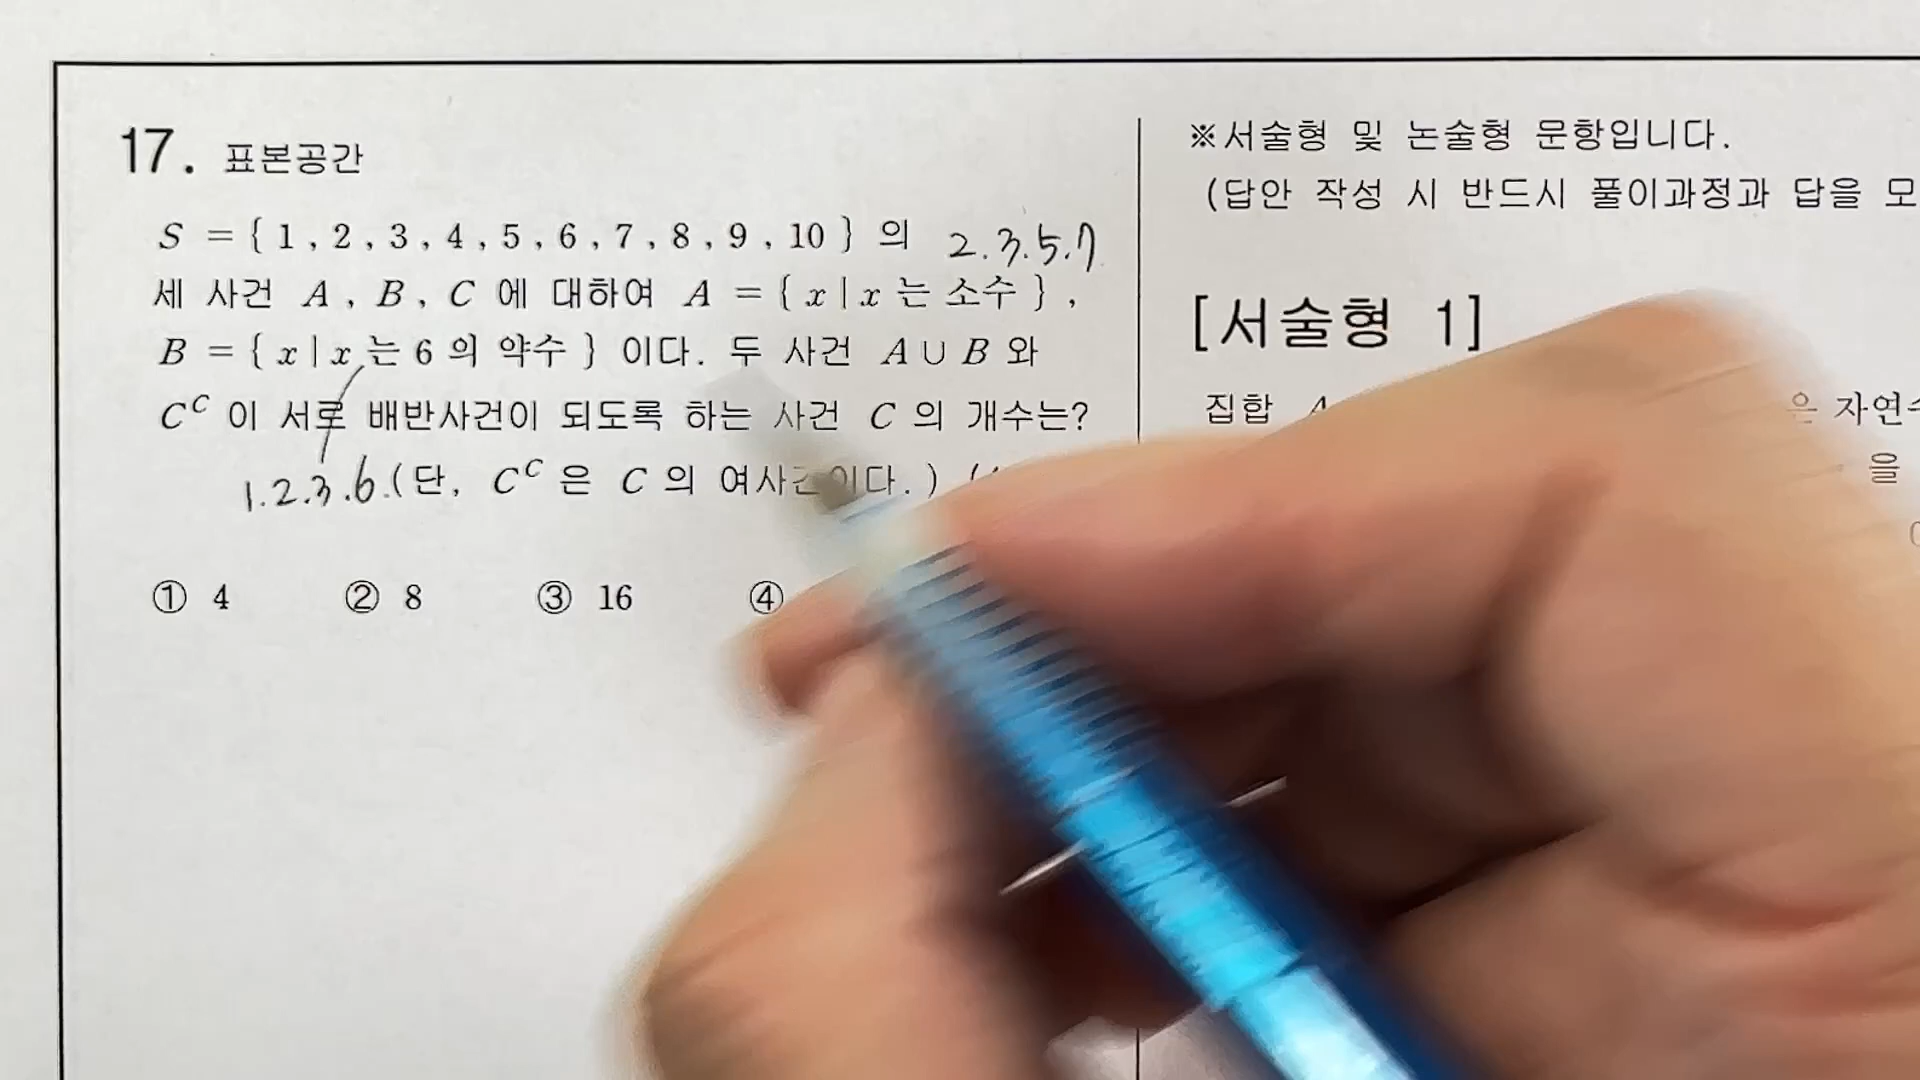 17. 표본공간
S = { 1 , 2 , 3 , 4 , 5 , 6 , 7 , 8 , 9 , 10 } 의 2.3.5.7
세 사건 A , B , C 에 대하여 A = { x | x 는 소수 } ,
B = { x | x 는 6 의 약수 } 이다. 두 사건 A ∪ B 와
C^C 이 서로 배반사건이 되도록 하는 사건 C 의 개수는?
1.2.3.6. (단, C^C 은 C 의 여사건이다.)
① 4 ② 8 ③ 16 ④
※서술형 및 논술형 문항입니다.
(답안 작성 시 반드시 풀이과정과 답을
[서술형 1]
집합
은
을